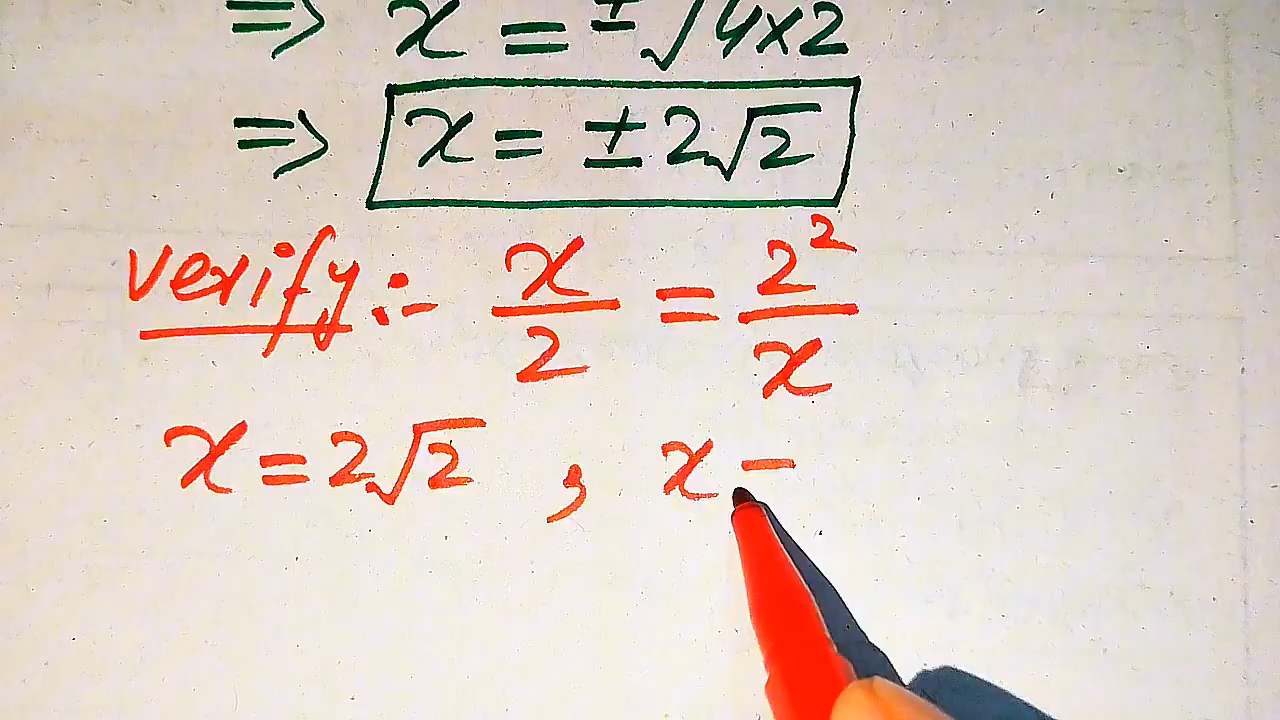 => x = ±√4×2
=> x = ± 2√2
Verify :- x/2 = 2²/x
x = 2√2 , x -